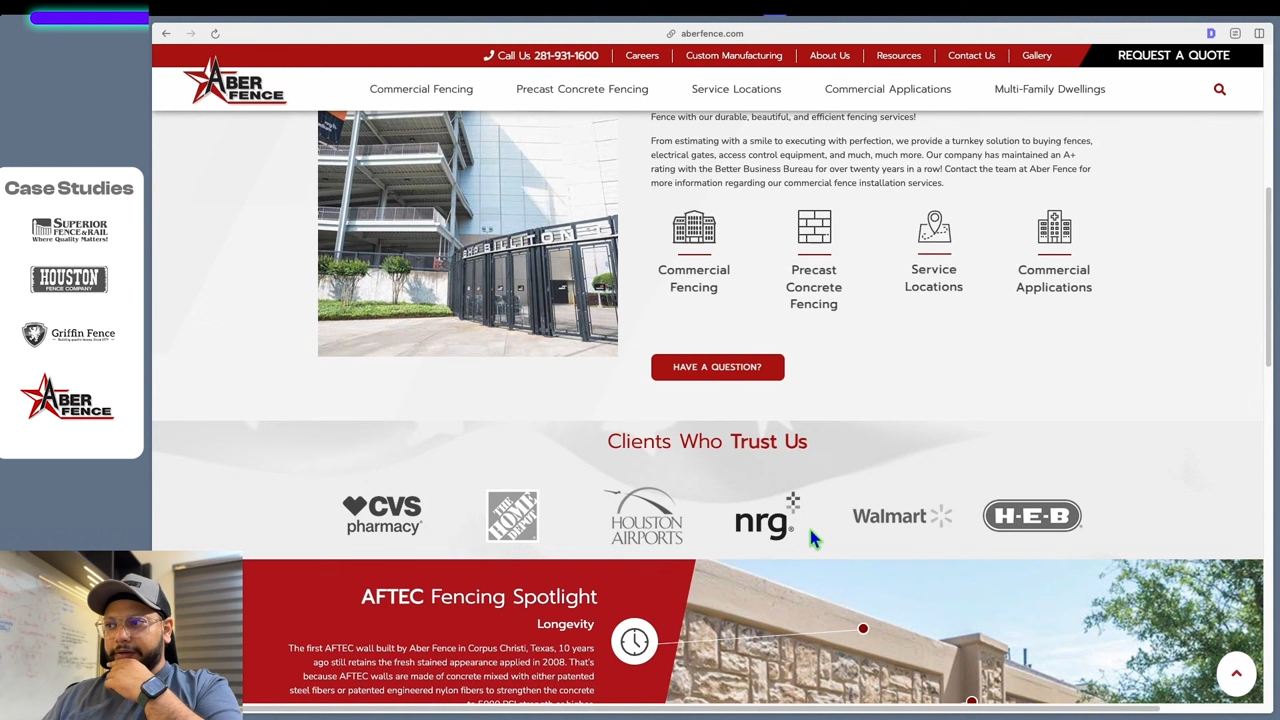 aberfence.com
Call Us 281-931-1600
Careers
Custom Manufacturing
About Us
Resources
Contact Us
Gallery
REQUEST A QUOTE
ABER FENCE
Commercial Fencing
Precast Concrete Fencing
Service Locations
Commercial Applications
Multi-Family Dwellings
Case Studies
SUPERIOR
FENCE & RAIL
Where Quality Matters!
HOUSTON
FENCE COMPANY
Griffin Fence
ABER
FENCE
Fence with our durable, beautiful, and efficient fencing services!
From estimating with a smile to executing with perfection, we provide a turnkey solution to buying fences,
electrical gates, access control equipment, and much, much more. Our company has maintained an A+
rating with the Better Business Bureau for over twenty years in a row! Contact the team at Aber Fence for
more information regarding our commercial fence installation services.
Commercial
Fencing
Precast
Concrete
Fencing
Service
Locations
Commercial
Applications
HAVE A QUESTION?
Clients Who Trust Us
CVS
pharmacy
THE HOME DEPOT
HOUSTON
AIRPORTS
nrg
Walmart
H-E-B
AFTEC Fencing Spotlight
Longevity
The first AFTEC wall built by Aber Fence in Corpus Christi, Texas, 10 years
ago still retains the fresh stained appearance applied in 2008. That's
because AFTEC walls are made of concrete mixed with either patented
steel fibers or patented engineered nylon fibers to strengthen the concrete